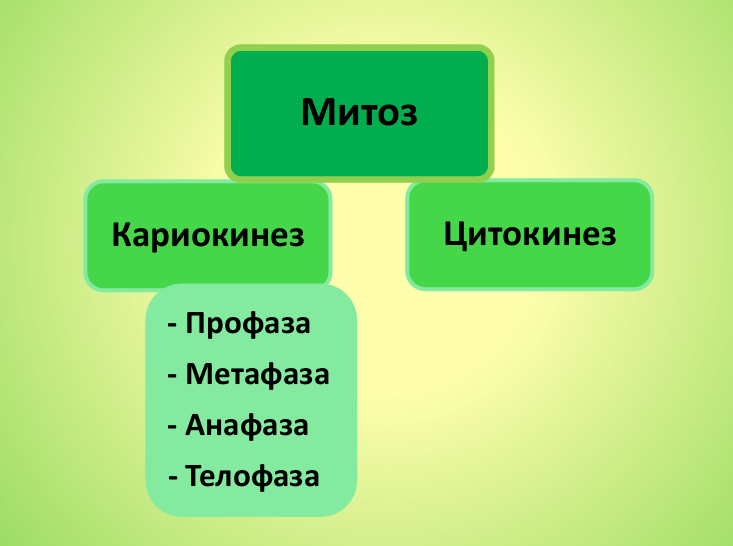 Митоз
Кариокинез
Цитокинез
- Профаза
- Метафаза
- Анафаза
- Телофаза